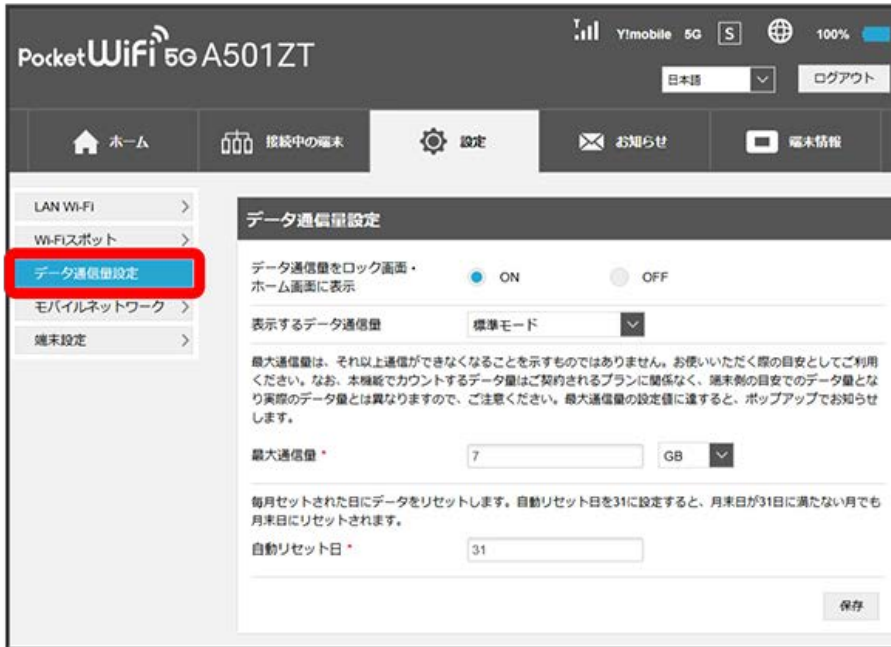 Pocket WiFi 5G A501ZT
Y!mobile 5G S 100%
日本語 ログアウト
ホーム 接続中の端末 設定 お知らせ 端末情報
LAN Wi-Fi
Wi-Fiスポット
データ通信量設定
モバイルネットワーク
端末設定
データ通信量設定
データ通信量をロック画面・
ホーム画面に表示
ON OFF
表示するデータ通信量 標準モード
最大通信量は、それ以上通信ができなくなることを示すものではありません。お使いいただく際の目安としてご利用
ください。なお、本機能でカウントするデータ量はご契約されるプランに関係なく、端末側の目安でのデータ量とな
り実際のデータ量とは異なりますので、ご注意ください。最大通信量の設定値に達すると、ポップアップでお知らせ
します。
最大通信量 * 7 GB
毎月セットされた日にデータをリセットします。自動リセット日を31に設定すると、月末日が31日に満たない月でも
月末日にリセットされます。
自動リセット日 * 31
保存